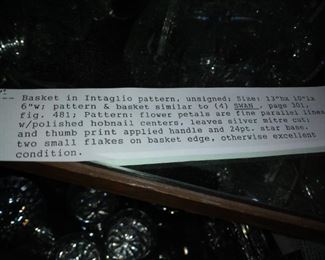 -- Basket in Intaglio pattern, unsigned; Size: 13"hx 10"lx
6"w; pattern & basket similar to (4) SWAN , page 301,
fig. 481; Pattern: flower petals are fine parallel lines
w/polished hobnail centers, leaves silver mitre cut;
and thumb print applied handle and 24pt. star base.
two small flakes on basket edge, otherwise excellent
condition.